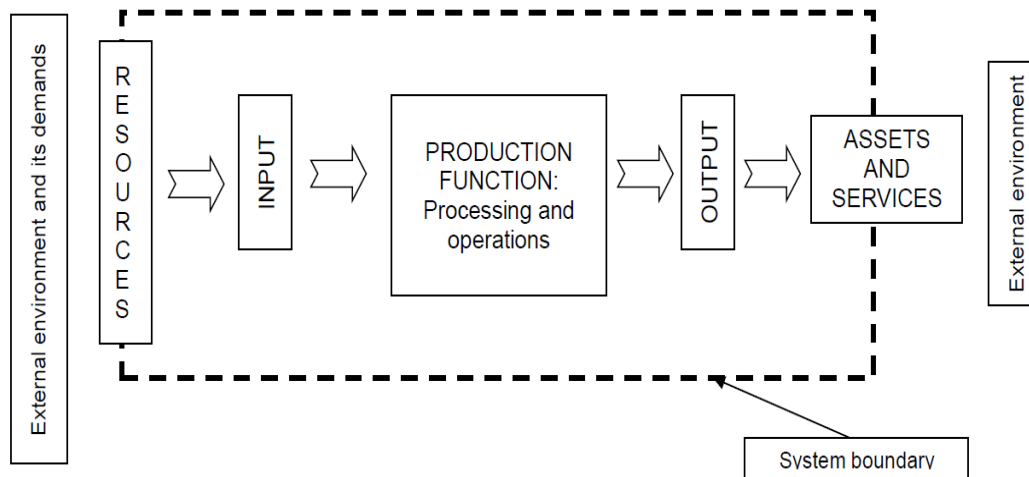 External environment and its demands
RESOURCES
INPUT
PRODUCTION
FUNCTION:
Processing and
operations
OUTPUT
ASSETS
AND
SERVICES
External environment
System boundary